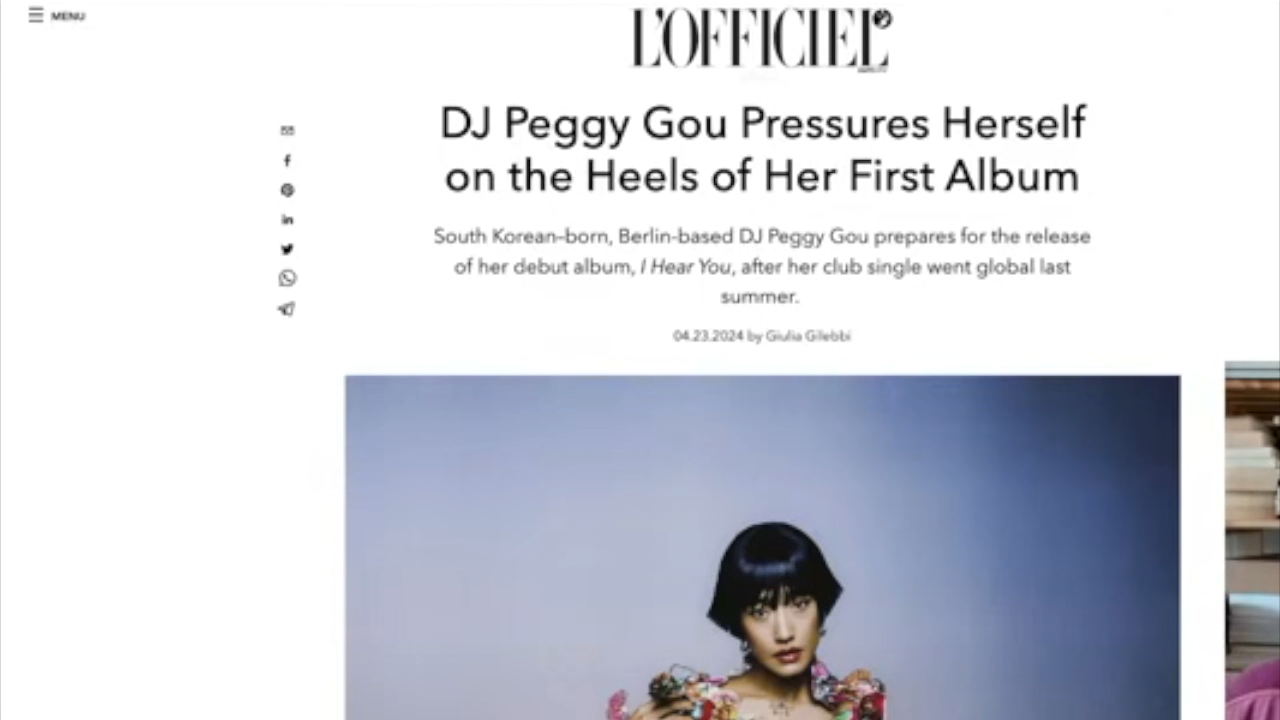 MENU
L'OFFICIEL
DJ Peggy Gou Pressures Herself
on the Heels of Her First Album
South Korean–born, Berlin-based DJ Peggy Gou prepares for the release
of her debut album, I Hear You, after her club single went global last
summer.
04.23.2024 by Giulia Gilebbi